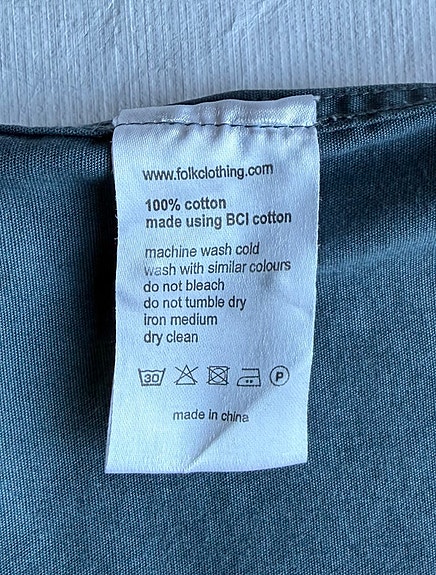 www.folkclothing.com
100% cotton
made using BCI cotton
machine wash cold
wash with similar colours
do not bleach
do not tumble dry
iron medium
dry clean
30 P
made in china